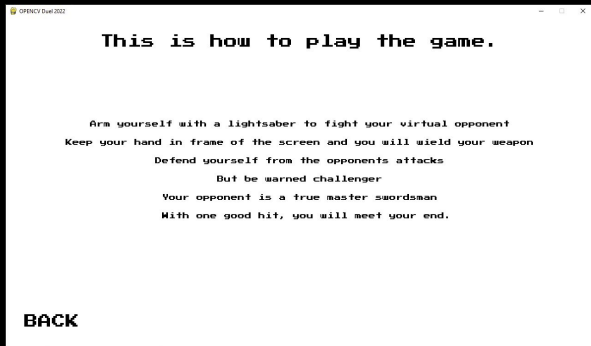 OPENCV Duel 2022
This is how to play the game.
Arm yourself with a lightsaber to fight your virtual opponent
Keep your hand in frame of the screen and you will wield your weapon
Defend yourself from the opponents attacks
But be warned challenger
Your opponent is a true master swordsman
With one good hit, you will meet your end.
BACK